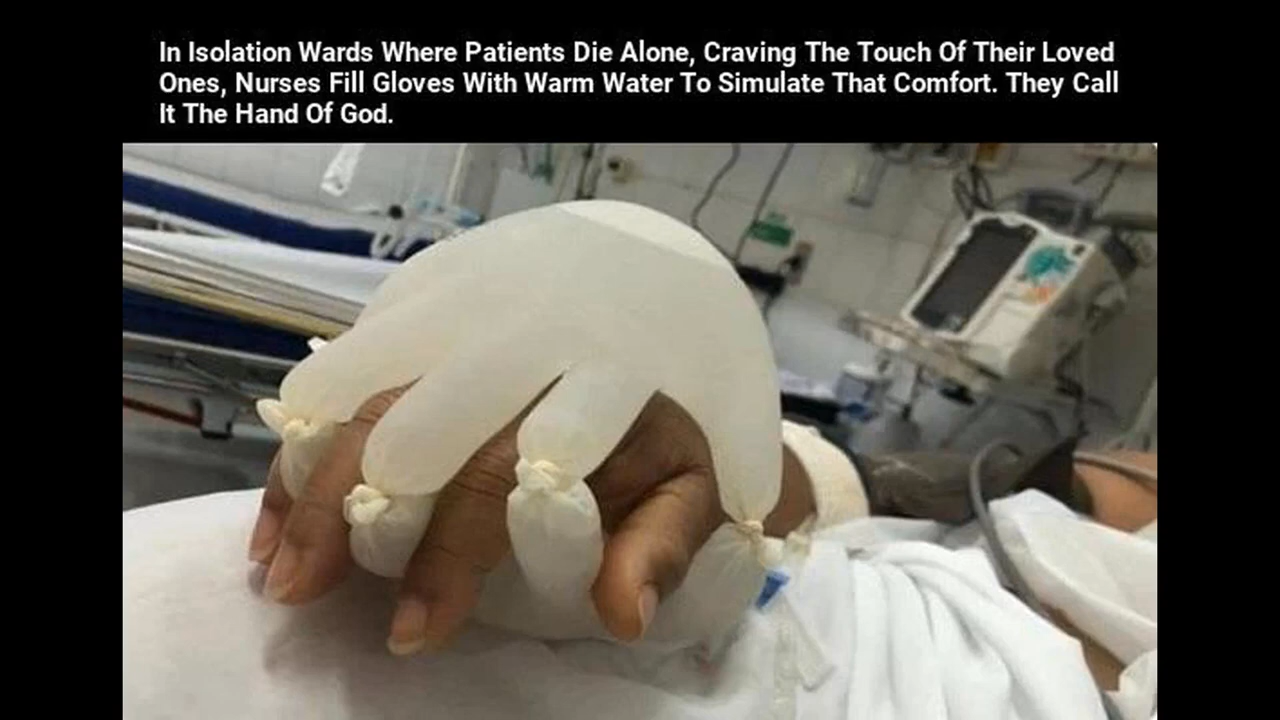 In Isolation Wards Where Patients Die Alone, Craving The Touch Of Their Loved
Ones, Nurses Fill Gloves With Warm Water To Simulate That Comfort. They Call
It The Hand Of God.